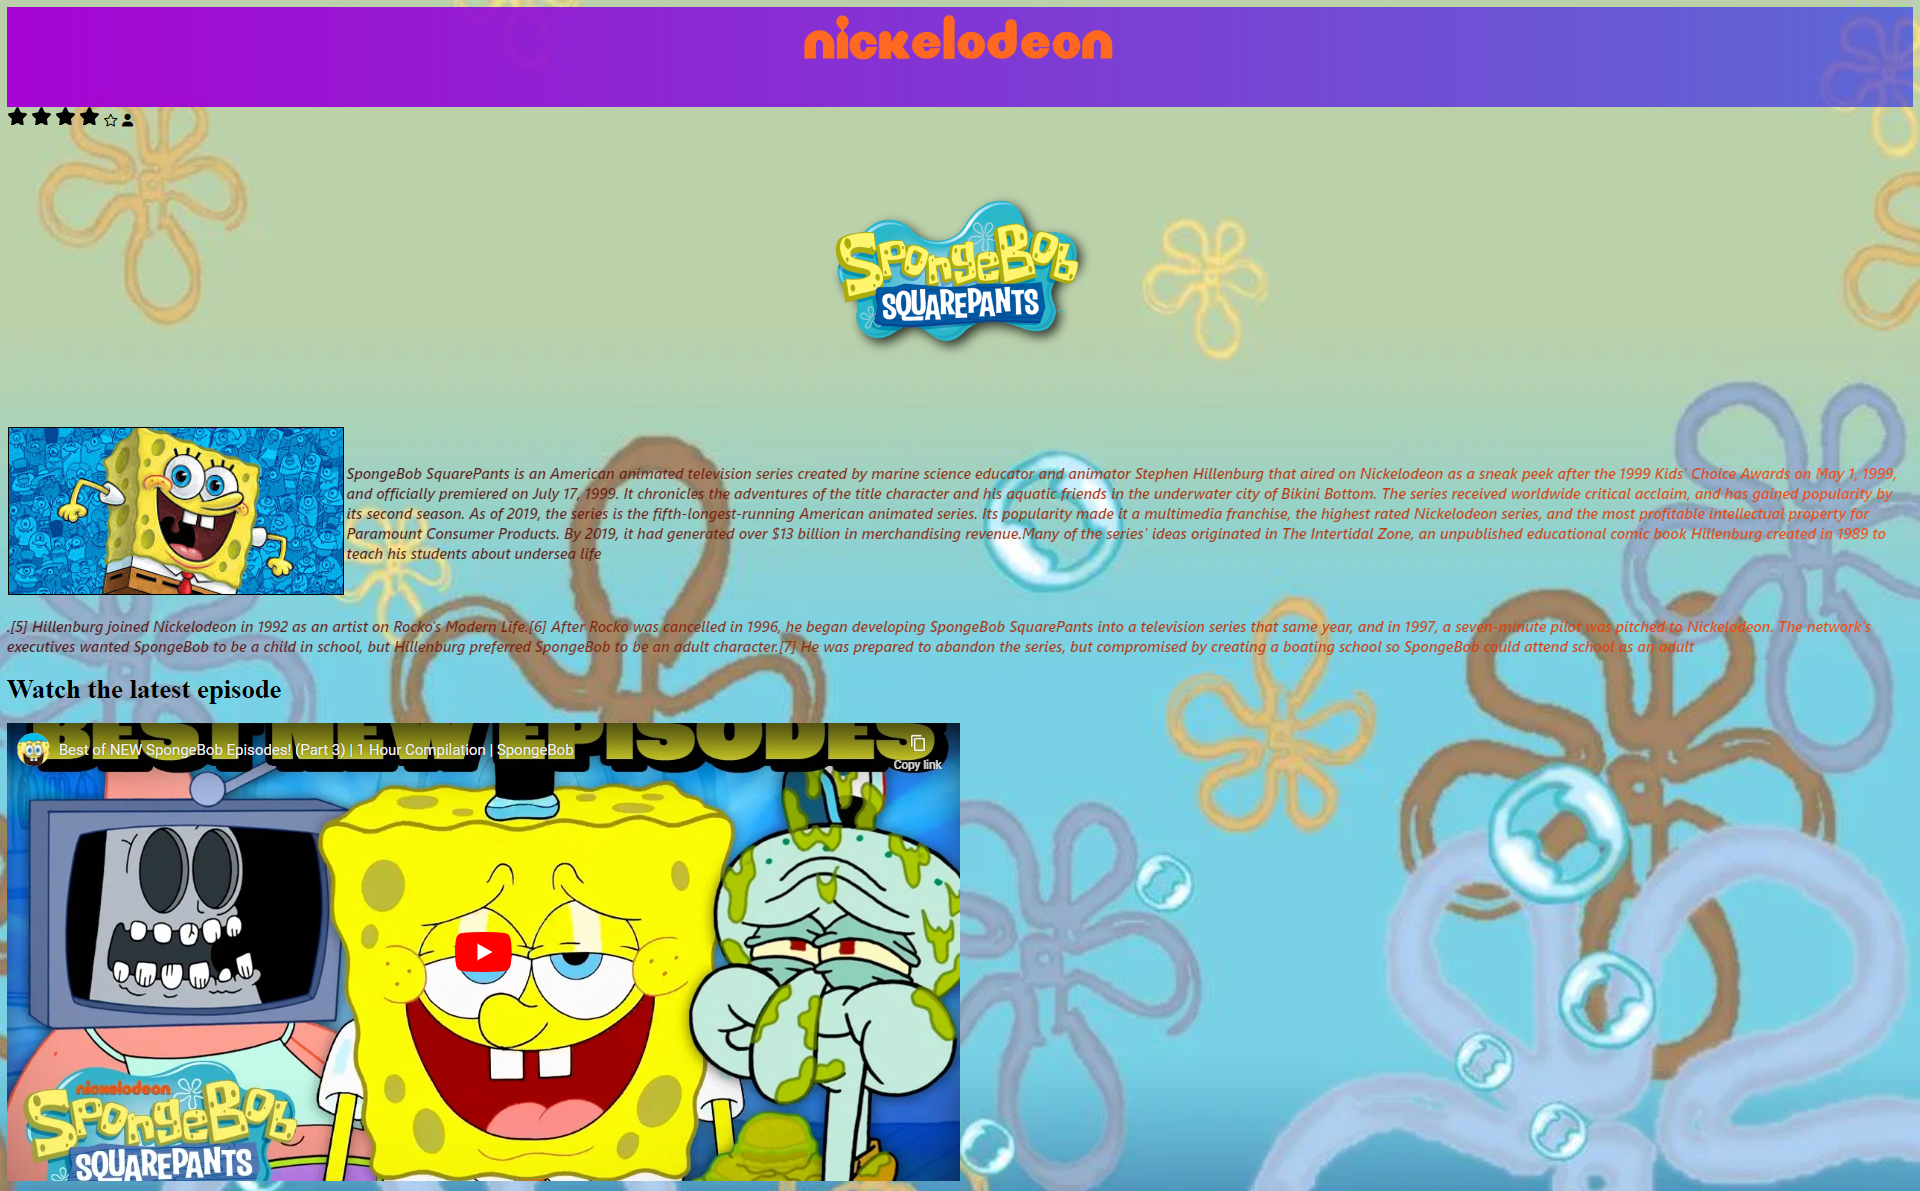 nickelodeon
SpongeBob
SQUAREPANTS
SpongeBob SquarePants is an American animated television series created by marine science educator and animator Stephen Hillenburg that aired on Nickelodeon as a sneak peek after the 1999 Kids' Choice Awards on May 1, 1999,
and officially premiered on July 17, 1999. It chronicles the adventures of the title character and his aquatic friends in the underwater city of Bikini Bottom. The series received worldwide critical acclaim, and has gained popularity by
its second season. As of 2019, the series is the fifth-longest-running American animated series. Its popularity made it a multimedia franchise, the highest rated Nickelodeon series, and the most profitable intellectual property for
Paramount Consumer Products. By 2019, it had generated over $13 billion in merchandising revenue.Many of the series' ideas originated in The Intertidal Zone, an unpublished educational comic book Hillenburg created in 1989 to
teach his students about undersea life
.[5] Hillenburg joined Nickelodeon in 1992 as an artist on Rocko's Modern Life.[6] After Rocko was cancelled in 1996, he began developing SpongeBob SquarePants into a television series that same year, and in 1997, a seven-minute pilot was pitched to Nickelodeon. The network's
executives wanted SpongeBob to be a child in school, but Hillenburg preferred SpongeBob to be an adult character.[7] He was prepared to abandon the series, but compromised by creating a boating school so SpongeBob could attend school as an adult
Watch the latest episode
BEST NEW EPISODES
Best of NEW SpongeBob Episodes! (Part 3) | 1 Hour Compilation | SpongeBob
Copy link
nickelodeon
SpongeBob
SQUAREPANTS